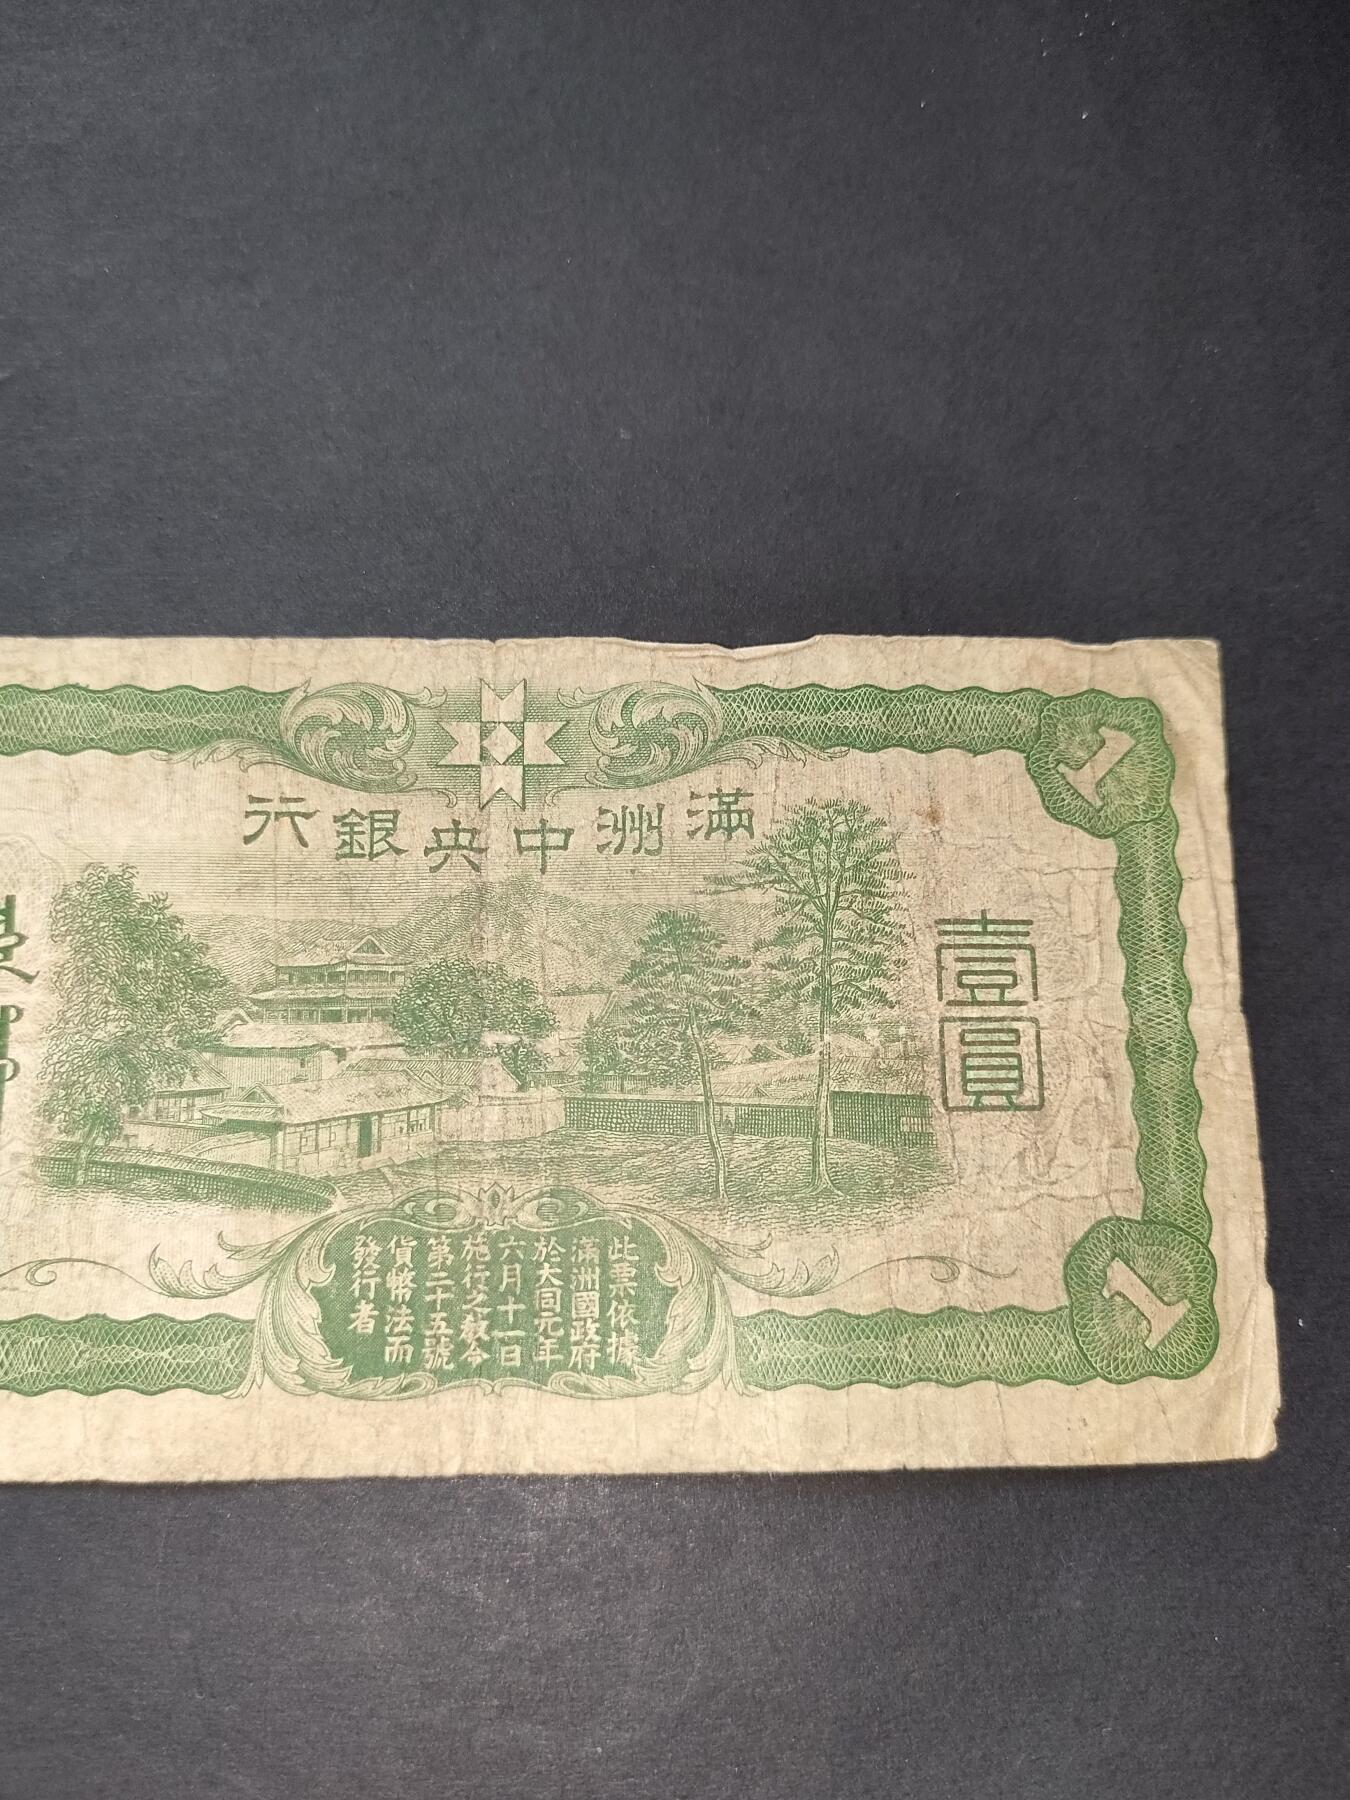 滿洲中央銀行
壹圓
1
1
此票依據
滿洲國政府
於大同元年
六月十一日
施行之敎令
第二十五號
貨幣法而
發行者